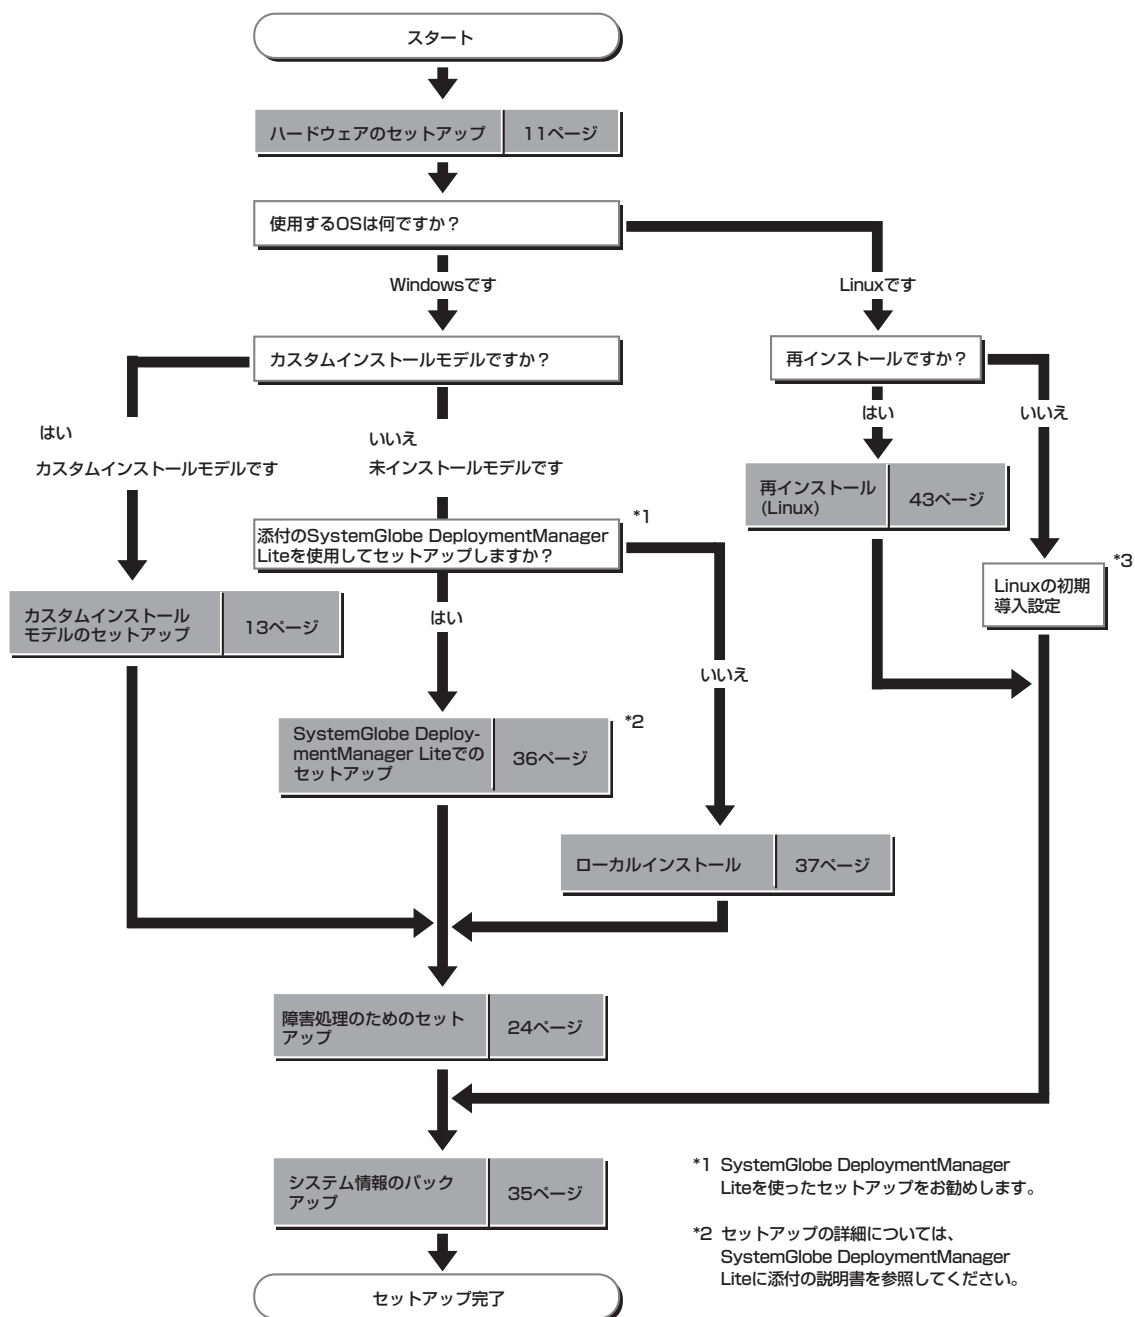 スタート
ハードウェアのセットアップ 11ページ
使用するOSは何ですか？
Windowsです
Linuxです
カスタムインストールモデルですか？
再インストールですか？
はい
カスタムインストールモデルです
いいえ
未インストールモデルです
はい
いいえ
再インストール
(Linux)
43ページ
添付のSystemGlobe DeploymentManager
Liteを使用してセットアップしますか？
*1
Linuxの初期
導入設定
*3
カスタムインストール
モデルのセットアップ
13ページ
はい
いいえ
SystemGlobe Deploy-
mentManager Liteでの
セットアップ
36ページ
*2
ローカルインストール 37ページ
障害処理のためのセット
アップ
24ページ
システム情報のバック
アップ
35ページ
セットアップ完了
*1 SystemGlobe DeploymentManager
Liteを使ったセットアップをお勧めします。
*2 セットアップの詳細については、
SystemGlobe DeploymentManager
Liteに添付の説明書を参照してください。